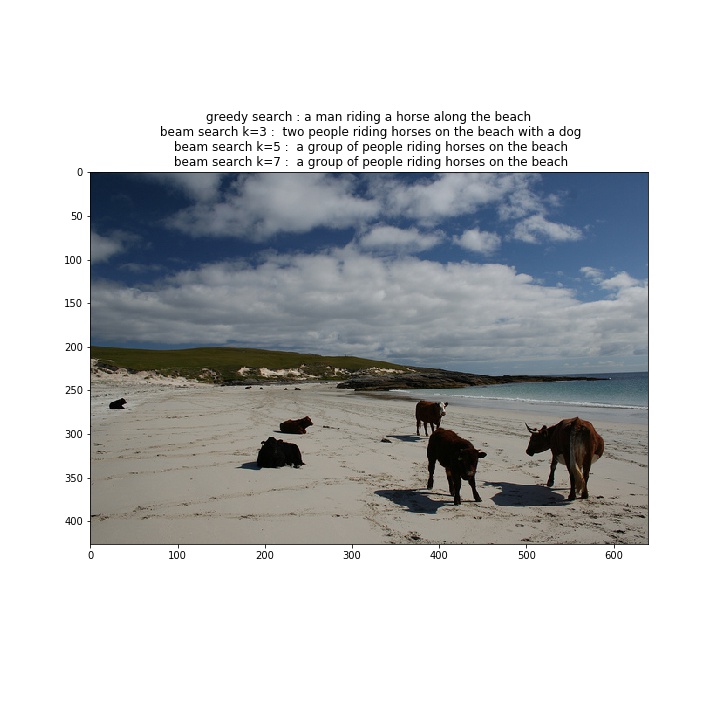 greedy search : a man riding a horse along the beach
beam search k=3 :  two people riding horses on the beach with a dog
beam search k=5 :  a group of people riding horses on the beach
beam search k=7 :  a group of people riding horses on the beach
0
50
100
150
200
250
300
350
400
0 100 200 300 400 500 600